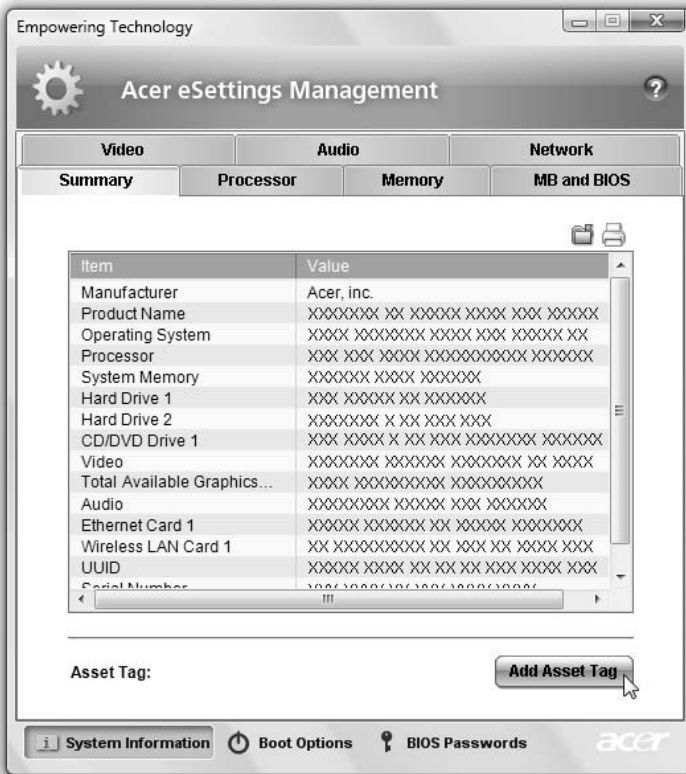 Empowering Technology
Acer eSettings Management
Video Audio Network
Summary Processor Memory MB and BIOS
Item Value
Manufacturer Acer, inc.
Product Name XXXXXXX XX XXXXX XXXX XXX XXXXX
Operating System XXXX XXXXXXX XXXX XXX XXXXX XX
Processor XXX XXX XXXX XXXXXXXXXXX XXXXXX
System Memory XXXXXX XXXX XXXXXX
Hard Drive 1 XXX XXXXX XX XXXXXX
Hard Drive 2 XXXXXXX X XX XXX XXX
CD/DVD Drive 1 XXX XXXX X XX XXX XXXXXXX XXXXXX
Video XXXXXXXX XXXXXX XXXXXXX XX XXXX
Total Available Graphics... XXXX XXXXXXXXXX XXXXXXXXXX
Audio XXXXXXXX XXXXXX XXX XXXXXX
Ethernet Card 1 XXXXX XXXXXXX XX XXXXX XXXXXXX
Wireless LAN Card 1 XX XXXXXXXXX XX XXX XX XXXX XXX
UUID XXXXX XXXX XX XX XX XXX XXXX XXX
Serial Number
Asset Tag: Add Asset Tag
System Information Boot Options BIOS Passwords acer